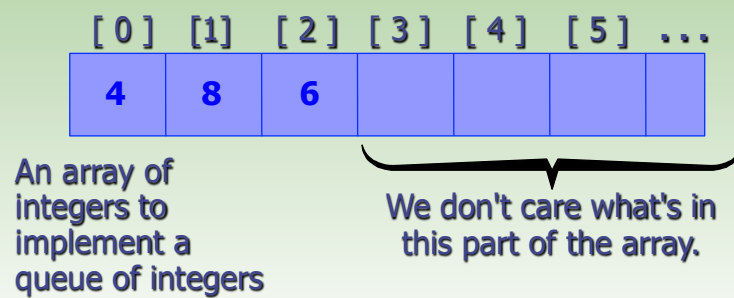 [ 0 ] [1] [ 2 ] [ 3 ] [ 4 ] [ 5 ] . . .
4 8 6
An array of
integers to
implement a
queue of integers
We don't care what's in
this part of the array.